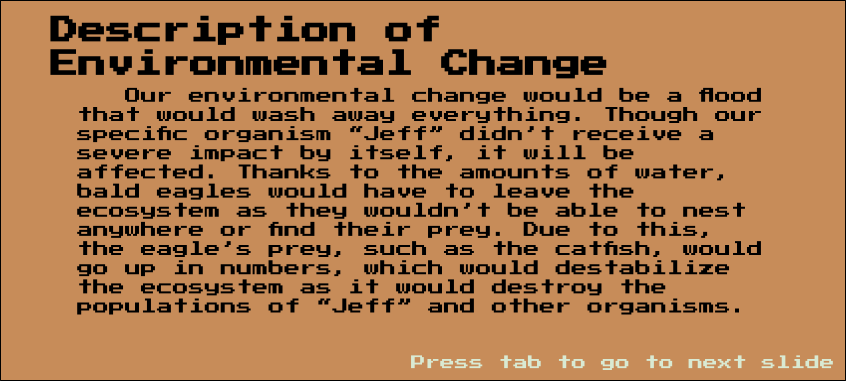 Description of
Environmental Change
Our environmental change would be a flood
that would wash away everything. Though our
specific organism “Jeff” didn’t receive a
severe impact by itself, it will be
affected. Thanks to the amounts of water,
bald eagles would have to leave the
ecosystem as they wouldn’t be able to nest
anywhere or find their prey. Due to this,
the eagle’s prey, such as the catfish, would
go up in numbers, which would destabilize
the ecosystem as it would destroy the
populations of “Jeff” and other organisms.
Press tab to go to next slide